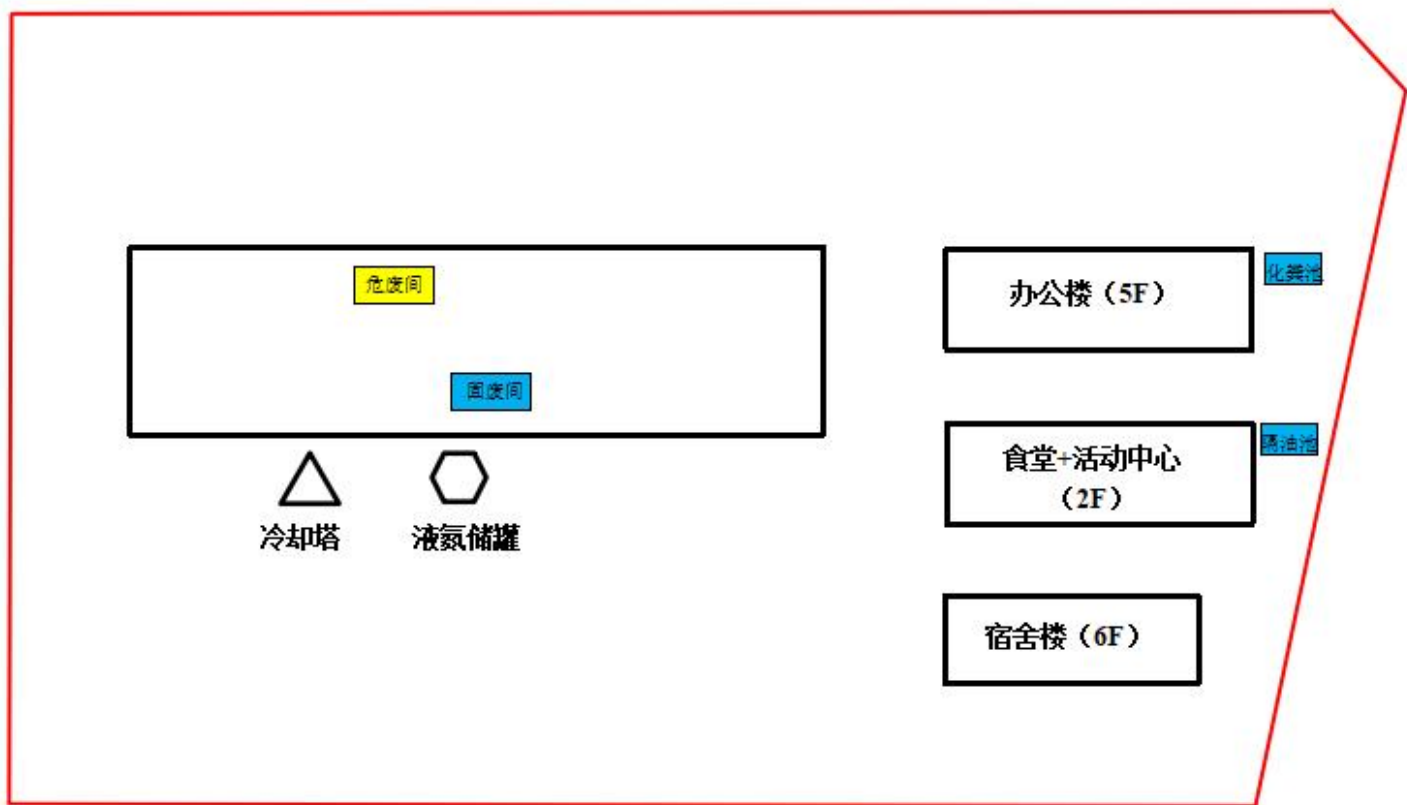 危废间
固废间
冷却塔
液氮储罐
办公楼（5F）
化粪池
食堂+活动中心
（2F）
隔油池
宿舍楼（6F）